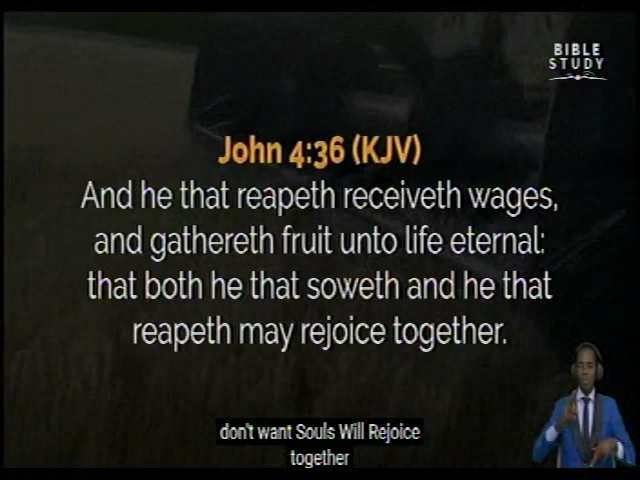 BIBLE
STUDY
John 4:36 (KJV)
And he that reapeth receiveth wages,
and gathereth fruit unto life eternal:
that both he that soweth and he that
reapeth may rejoice together.
don't want Souls Will Rejoice
together